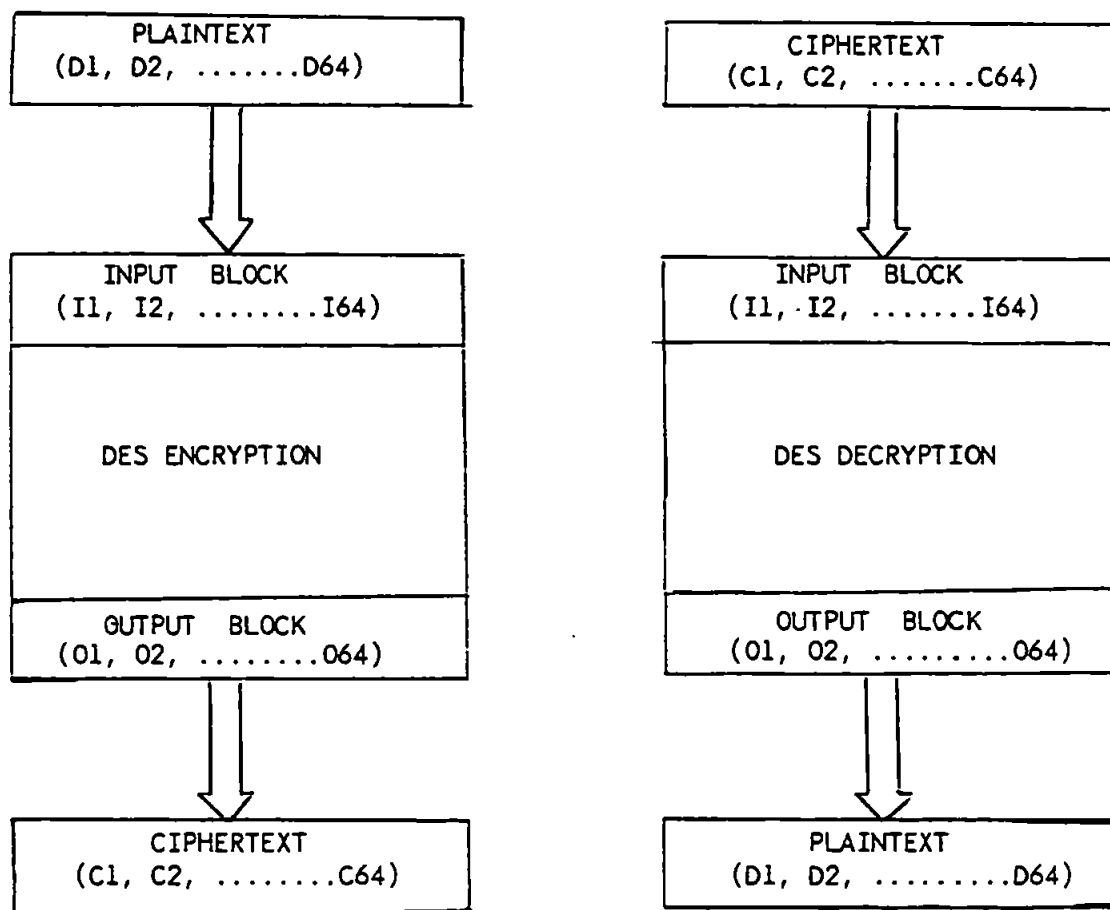 PLAINTEXT
(D1, D2, .......D64)
INPUT BLOCK
(I1, I2, ........I64)
DES ENCRYPTION
OUTPUT BLOCK
(O1, O2, ........O64)
CIPHERTEXT
(C1, C2, ........C64)
CIPHERTEXT
(C1, C2, .......C64)
INPUT BLOCK
(I1, I2, .......I64)
DES DECRYPTION
OUTPUT BLOCK
(O1, O2, .........O64)
PLAINTEXT
(D1, D2, .........D64)